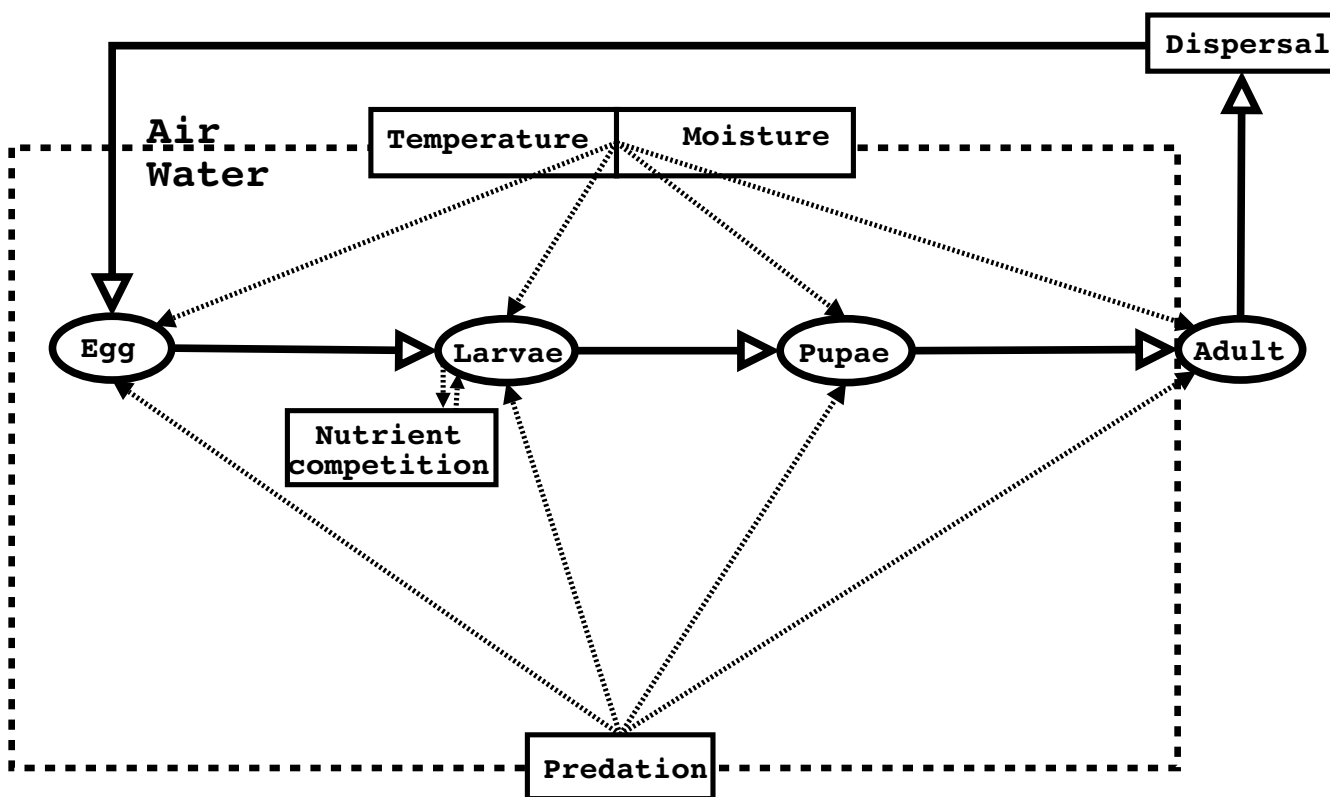 Dispersal
Air
Water
Temperature
Moisture
Egg
Larvae
Pupae
Adult
Nutrient
competition
Predation